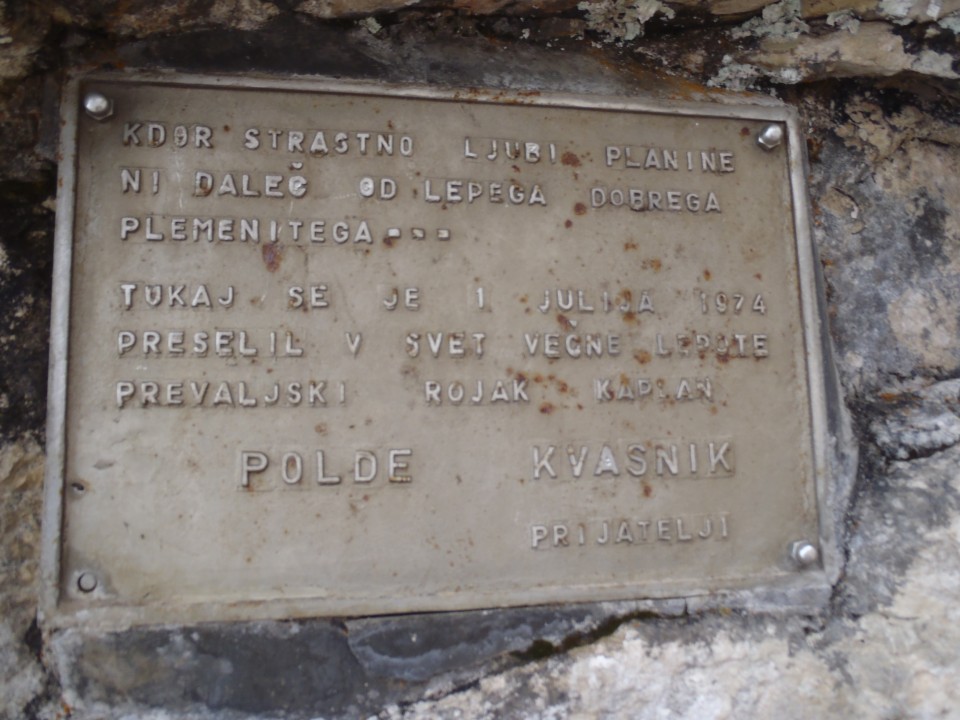 KDOR STRASTNO LJUBI PLANINE
NI DALEČ OD LEPEGA DOBREGA
PLEMENITEGA - - -
TUKAJ SE JE 1 JULIJA 1974
PRESELIL V SVET VEČNE LEPOTE
PREVALJSKI ROJAK KAPLAN
POLDE KVASNIK
PRIJATELJI